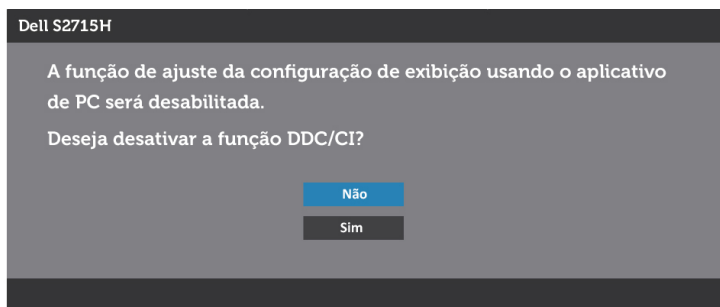 Dell S2715H
A função de ajuste da configuração de exibição usando o aplicativo
de PC será desabilitada.
Deseja desativar a função DDC/CI?
Não
Sim